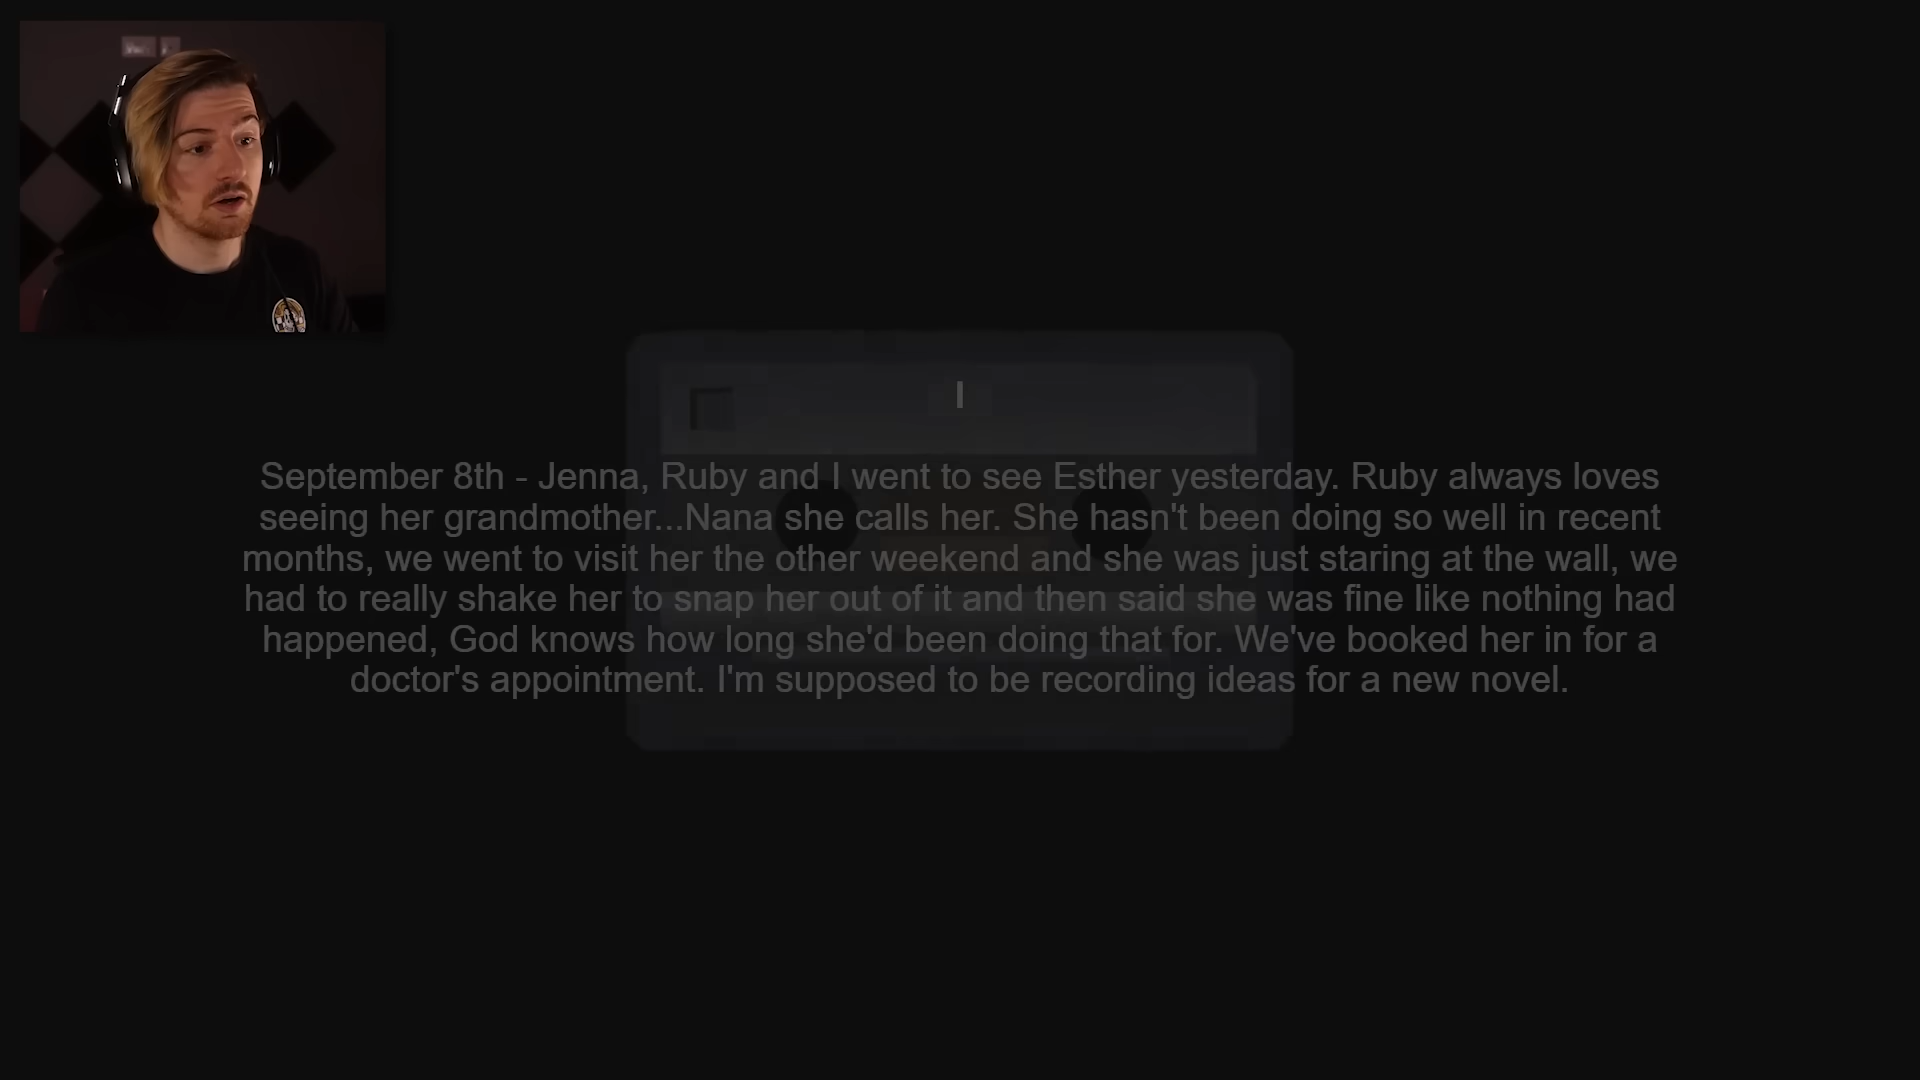 I
September 8th - Jenna, Ruby and I went to see Esther yesterday. Ruby always loves
seeing her grandmother...Nana she calls her. She hasn't been doing so well in recent
months, we went to visit her the other weekend and she was just staring at the wall, we
had to really shake her to snap her out of it and then said she was fine like nothing had
happened, God knows how long she'd been doing that for. We've booked her in for a
doctor's appointment. I'm supposed to be recording ideas for a new novel.